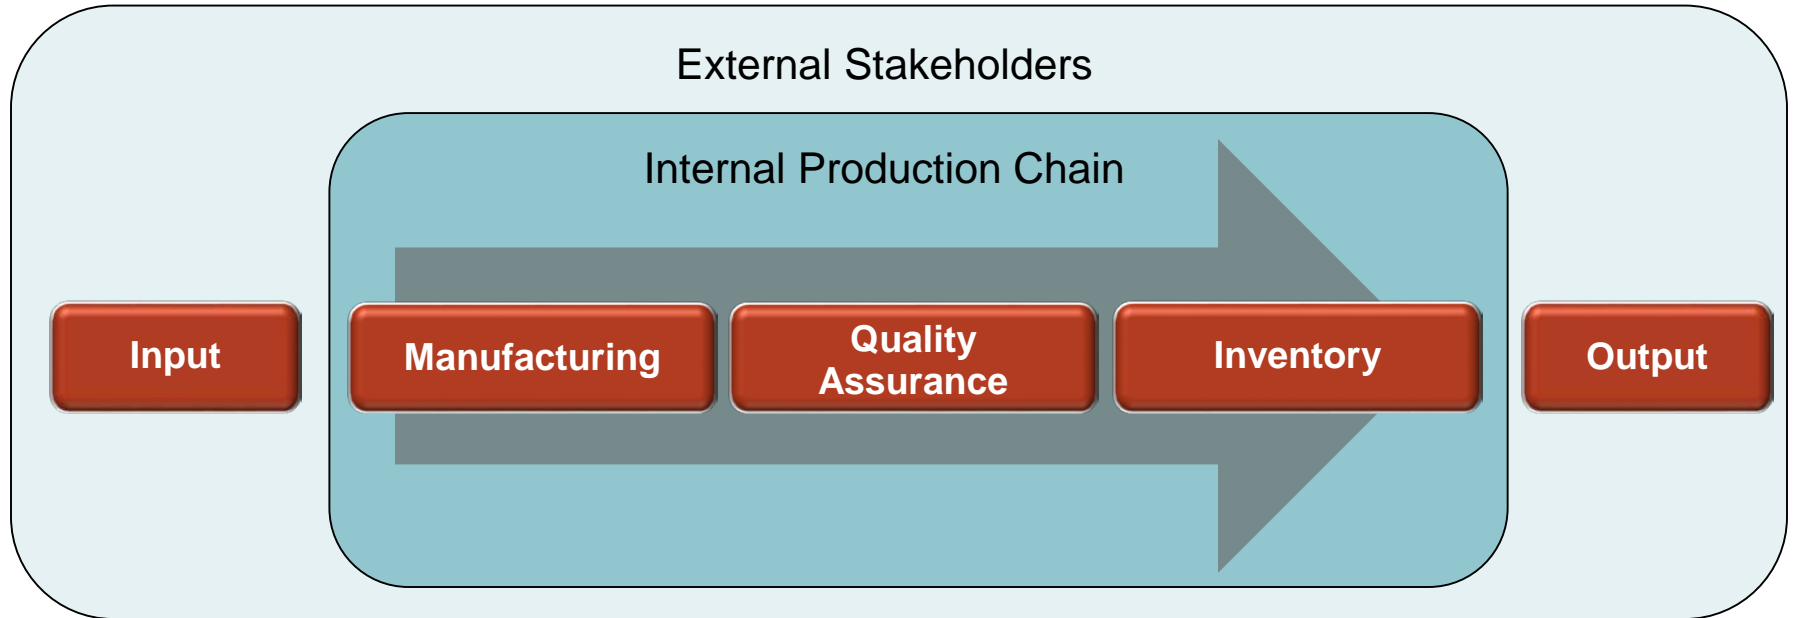 External Stakeholders
Internal Production Chain
Input
Manufacturing
Quality
Assurance
Inventory
Output